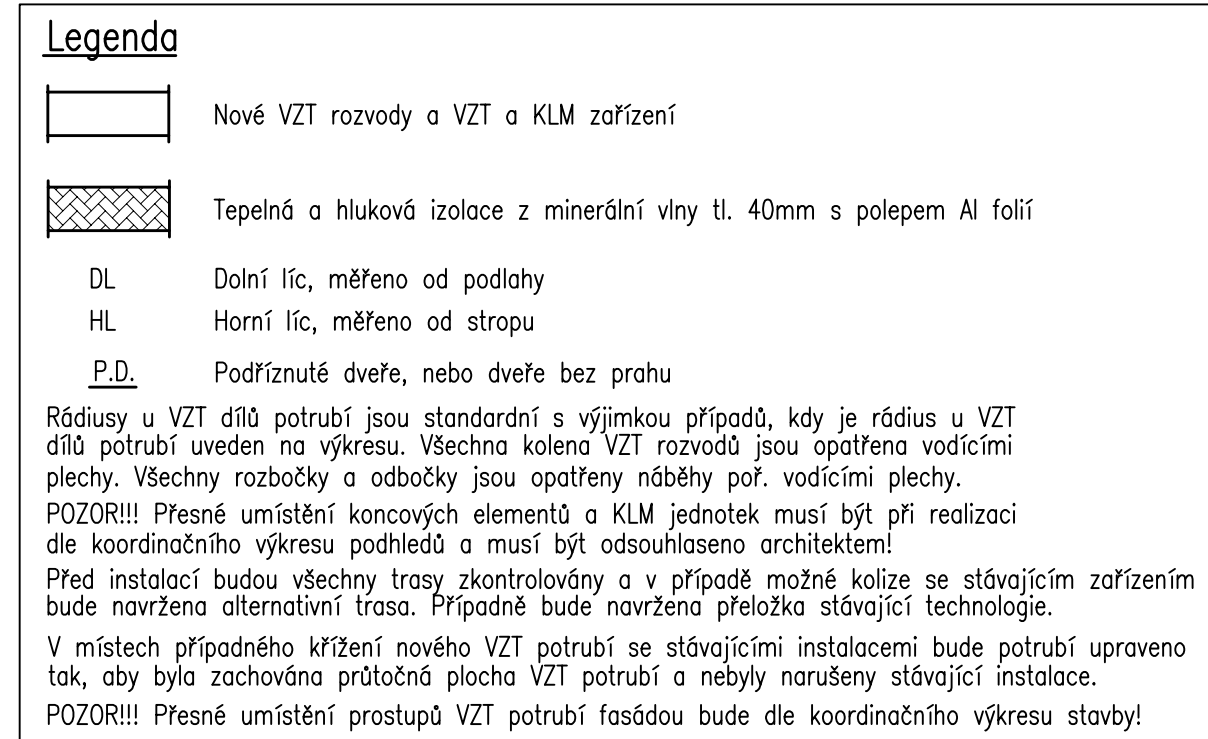 Legenda
Nové VZT rozvody a VZT a KLM zařízení
Tepelná a hluková izolace z minerální vlny tl. 40mm s polepem Al folií
DL Dolní líc, měřeno od podlahy
HL Horní líc, měřeno od stropu
P.D. Podříznuté dveře, nebo dveře bez prahu
Rádiusy u VZT dílů potrubí jsou standardní s výjimkou případů, kdy je rádius u VZT
dílů potrubí uveden na výkresu. Všechna kolena VZT rozvodů jsou opatřena vodícími
plechy. Všechny rozbočky a odbočky jsou opatřeny náběhy poř. vodícími plechy.
POZOR!!! Přesné umístění koncových elementů a KLM jednotek musí být při realizaci
dle koordinačního výkresu podhledů a musí být odsouhlaseno architektem!
Před instalací budou všechny trasy zkontrolovány a v případě možné kolize se stávajícím zařízením
bude navržena alternativní trasa. Případně bude navržena přeložka stávající technologie.
V místech případného křížení nového VZT potrubí se stávajícími instalacemi bude potrubí upraveno
tak, aby byla zachována průtočná plocha VZT potrubí a nebyly narušeny stávající instalace.
POZOR!!! Přesné umístění prostupů VZT potrubí fasádou bude dle koordinačního výkresu stavby!